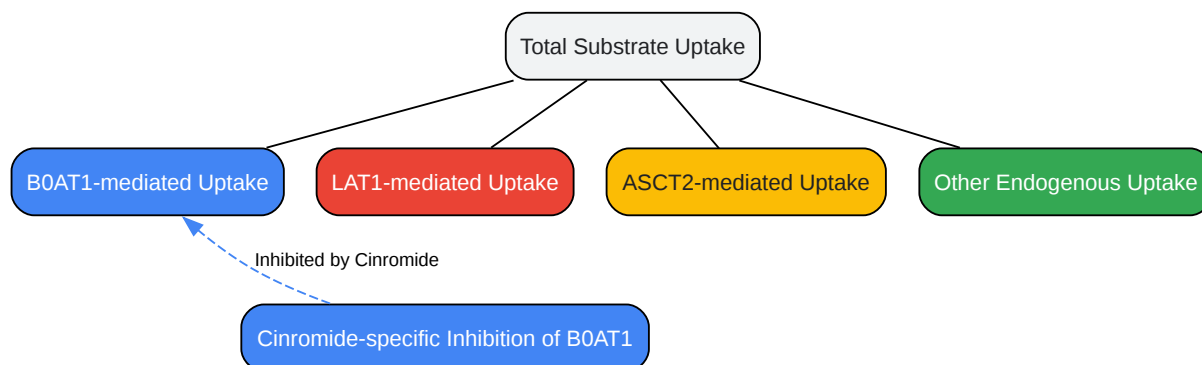 Total Substrate Uptake
B0AT1-mediated Uptake
LAT1-mediated Uptake
ASCT2-mediated Uptake
Other Endogenous Uptake
Inhibited by Cinromide
Cinromide-specific Inhibition of B0AT1